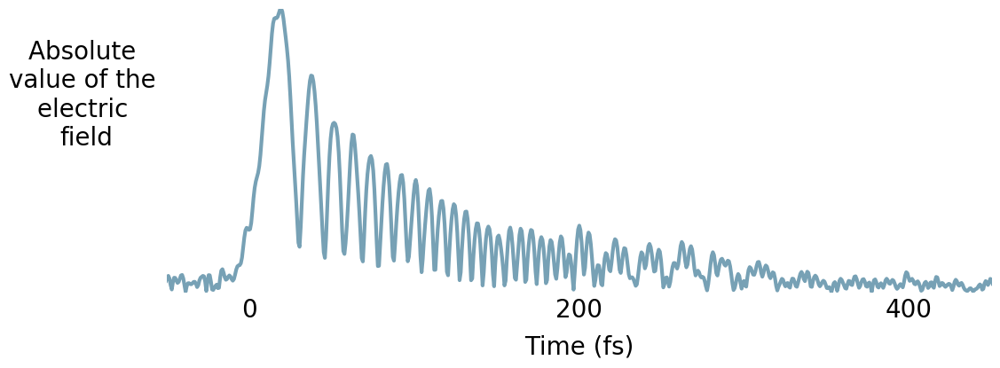 Absolute
value of the
electric
field
0
200
400
Time (fs)